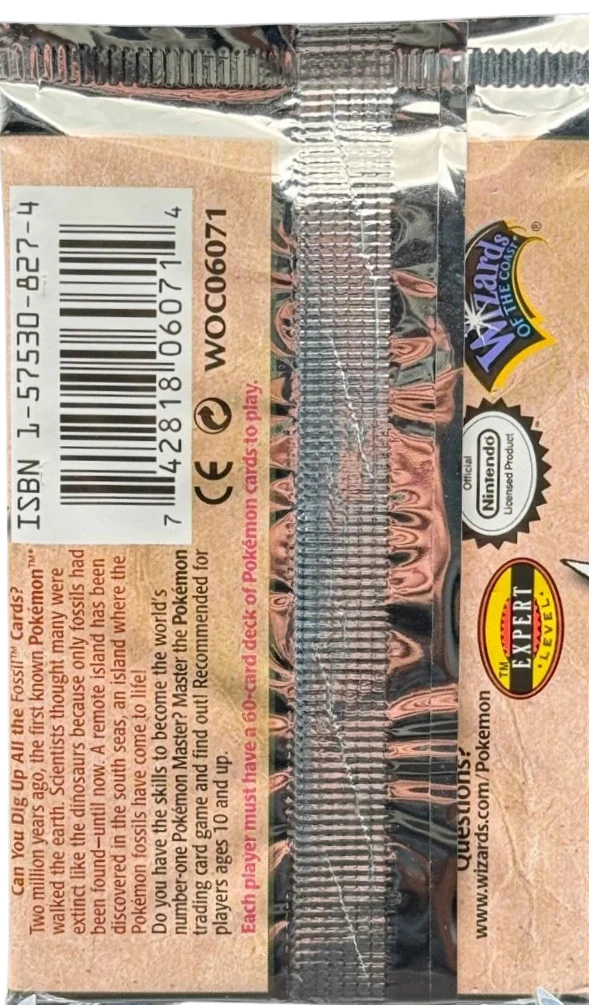 Can You Dig Up All the Fossil™ Cards?
Two million years ago, the first known Pokémon™*
walked the earth. Scientists thought many were
extinct like the dinosaurs because only fossils had
been found—until now. A remote island has been
discovered in the south seas, an island where the
Pokémon fossils have come to life!
Do you have the skills to become the world's
number-one Pokémon Master? Master the Pokémon
trading card game and find out! Recommended for
players ages 10 and up.
Each player must have a 60-card deck of Pokémon cards to play.
ISBN 1-57530-827-4
7 42818 06071 4
CE WOC06071
Questions?
www.wizards.com/Pokemon
TM
EXPERT
LEVEL
Official
Nintendo
Licensed Product
Wizards
OF THE COAST
®